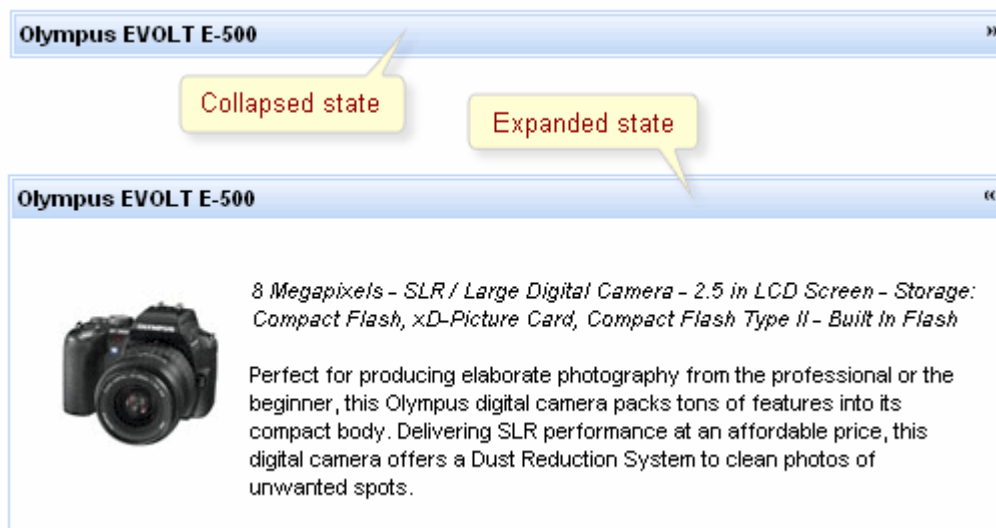 Olympus EVOLT E-500 »
Collapsed state
Expanded state
Olympus EVOLT E-500 «
8 Megapixels - SLR / Large Digital Camera - 2.5 in LCD Screen - Storage:
Compact Flash, xD-Picture Card, Compact Flash Type II - Built In Flash
OLYMPUS
Perfect for producing elaborate photography from the professional or the
beginner, this Olympus digital camera packs tons of features into its
compact body. Delivering SLR performance at an affordable price, this
digital camera offers a Dust Reduction System to clean photos of
unwanted spots.